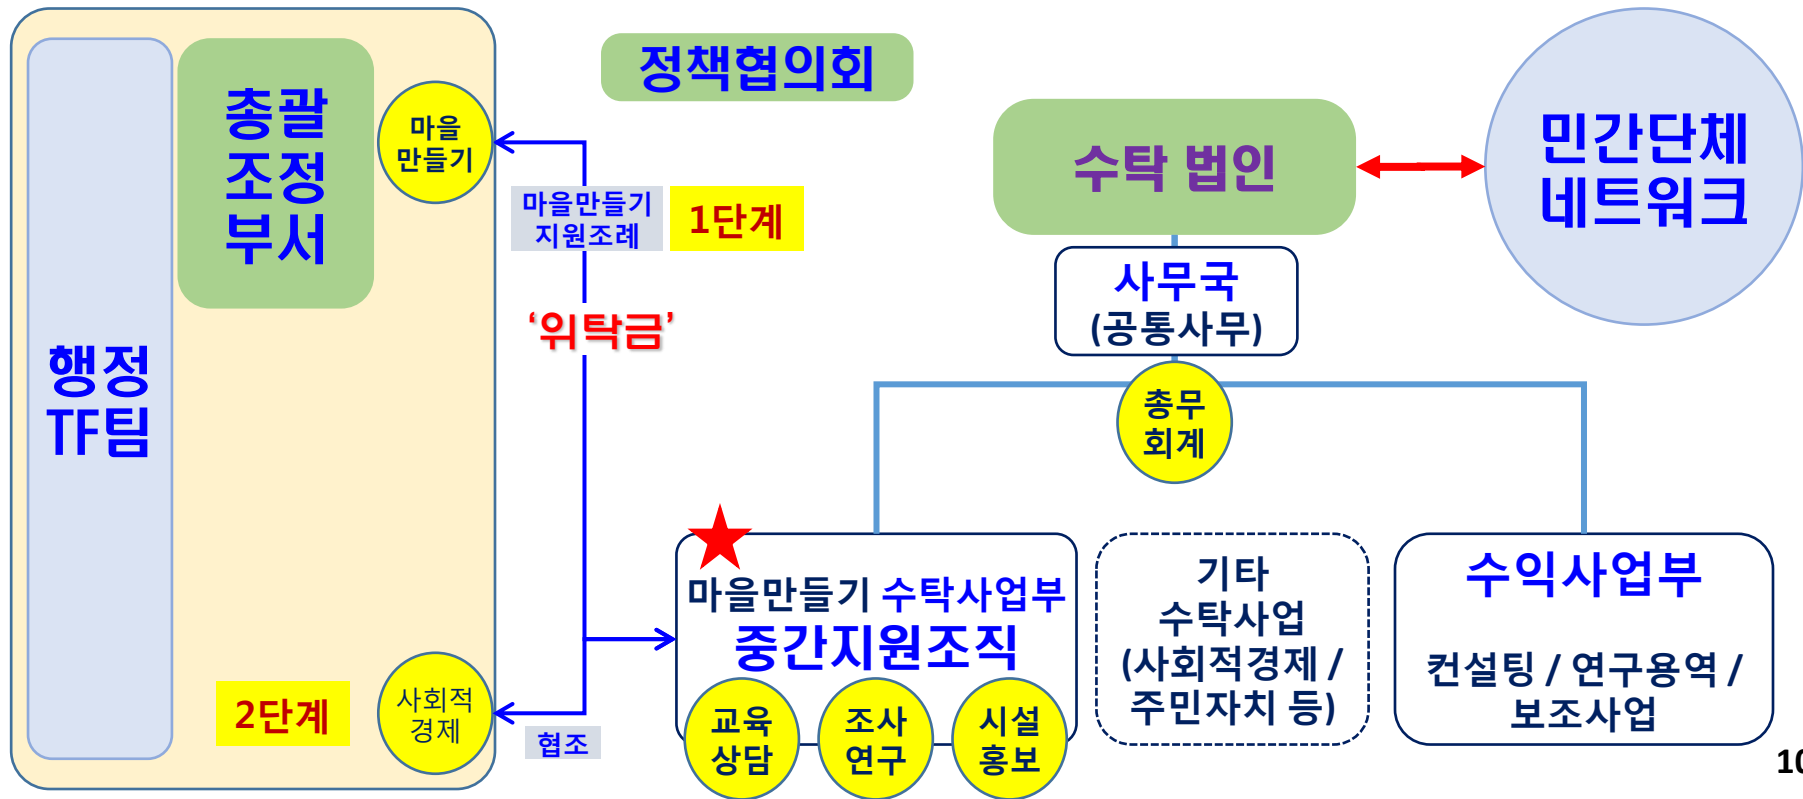 행정
TF팀
총괄
조정
부서
마을
만들기
정책협의회
마을만들기
지원조례
1단계
‘위탁금’
2단계
사회적
경제
협조
수탁 법인
민간단체
네트워크
사무국
(공통사무)
총무
회계
마을만들기 수탁사업부
중간지원조직
교육
상담
조사
연구
시설
홍보
기타
수탁사업
(사회적경제 /
주민자치 등)
수익사업부
컨설팅 / 연구용역 /
보조사업
10